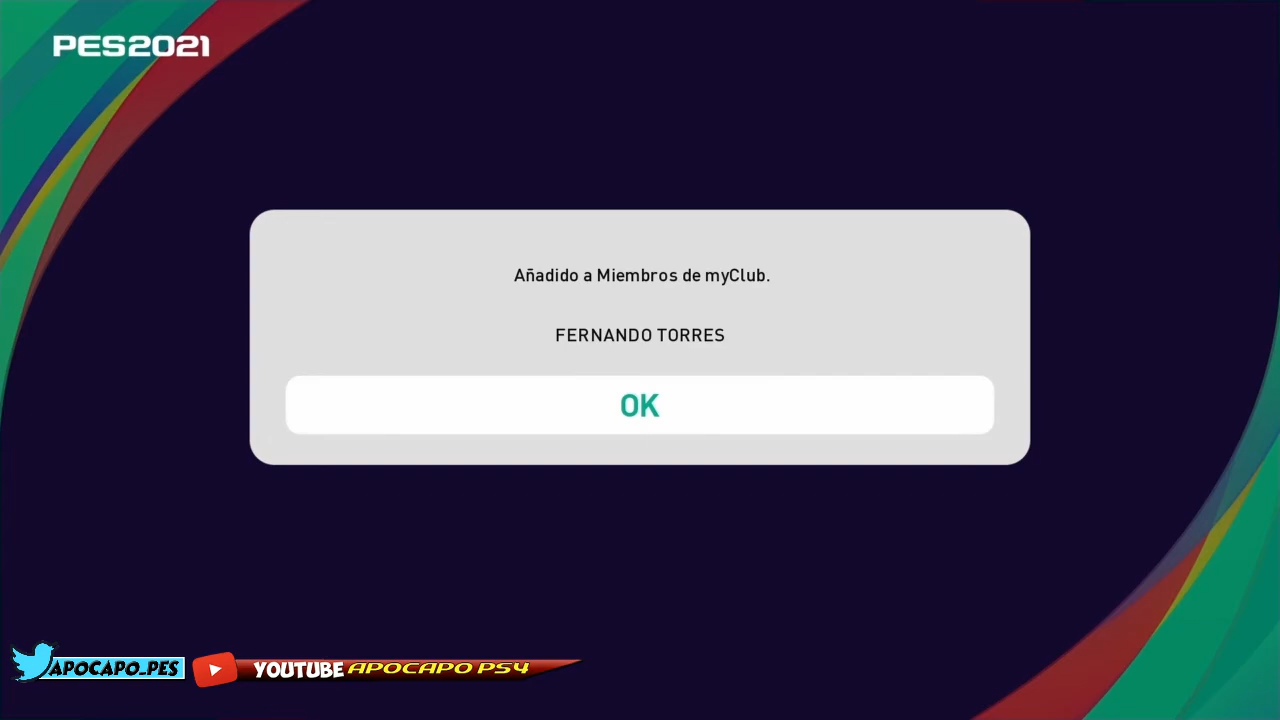 PES2021
Añadido a Miembros de myClub.
FERNANDO TORRES
OK
APOCAPO_PES
YOUTUBE APOCAPO PS4